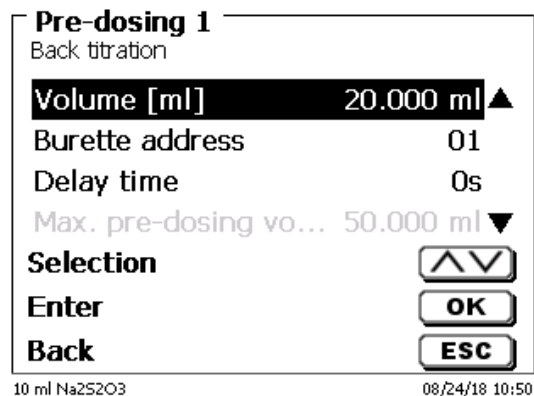 Pre-dosing 1
Back titration
Volume [ml] 20.000 ml
Burette address 01
Delay time 0s
Max. pre-dosing vo... 50.000 ml
Selection
Enter OK
Back ESC
10 ml Na2S2O3 08/24/18 10:50